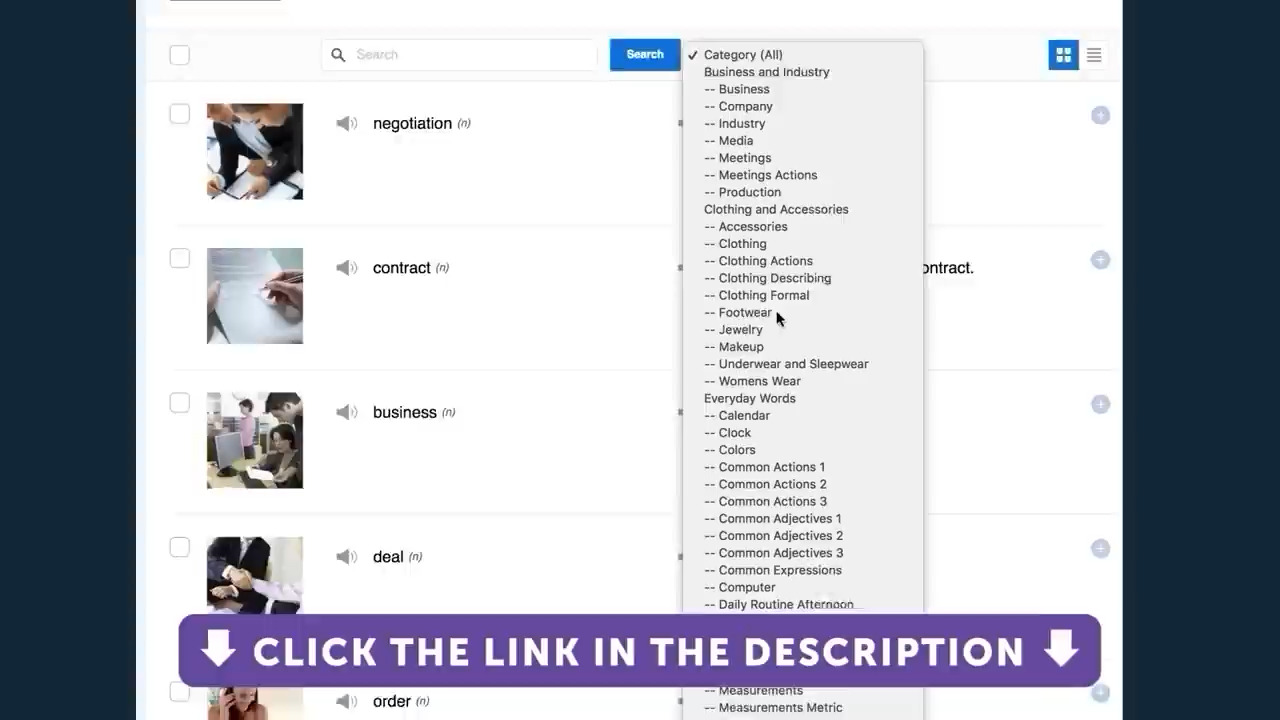 Search
Search
✓ Category (All)
Business and Industry
-- Business
-- Company
-- Industry
-- Media
-- Meetings
-- Meetings Actions
-- Production
Clothing and Accessories
-- Accessories
-- Clothing
-- Clothing Actions
-- Clothing Describing
-- Clothing Formal
-- Footwear
-- Jewelry
-- Makeup
-- Underwear and Sleepwear
-- Womens Wear
Everyday Words
-- Calendar
-- Clock
-- Colors
-- Common Actions 1
-- Common Actions 2
-- Common Actions 3
-- Common Adjectives 1
-- Common Adjectives 2
-- Common Adjectives 3
-- Common Expressions
-- Computer
-- Daily Routine Afternoon
-- Measurements
-- Measurements Metric
negotiation (n)
contract (n)
ontract.
business (n)
deal (n)
order (n)
CLICK THE LINK IN THE DESCRIPTION